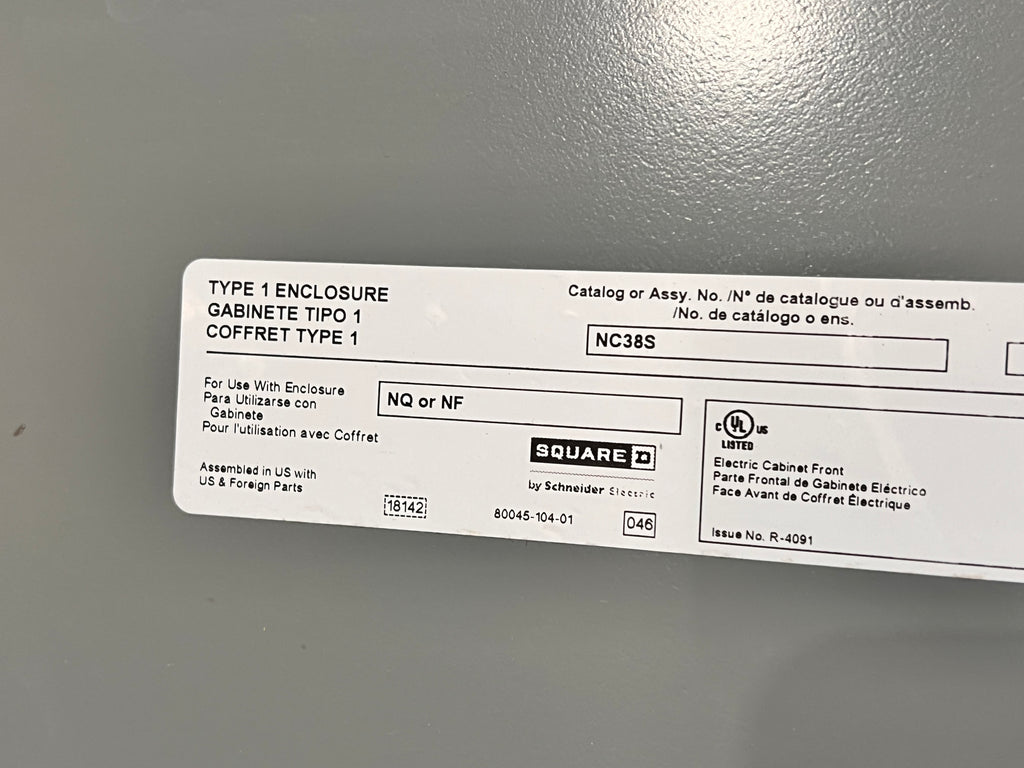 TYPE 1 ENCLOSURE
GABINETE TIPO 1
COFFRET TYPE 1
Catalog or Assy. No. /N° de catalogue ou d'assemb.
/No. de catálogo o ens.
NC38S
For Use With Enclosure
Para Utilizarse con
Gabinete
Pour l'utilisation avec Coffret
NQ or NF
Assembled in US with
US & Foreign Parts
18142
SQUARE D
by Schneider Electric
80045-104-01
046
C UL US
LISTED
Electric Cabinet Front
Parte Frontal de Gabinete Eléctrico
Face Avant de Coffret Électrique
Issue No. R-4091